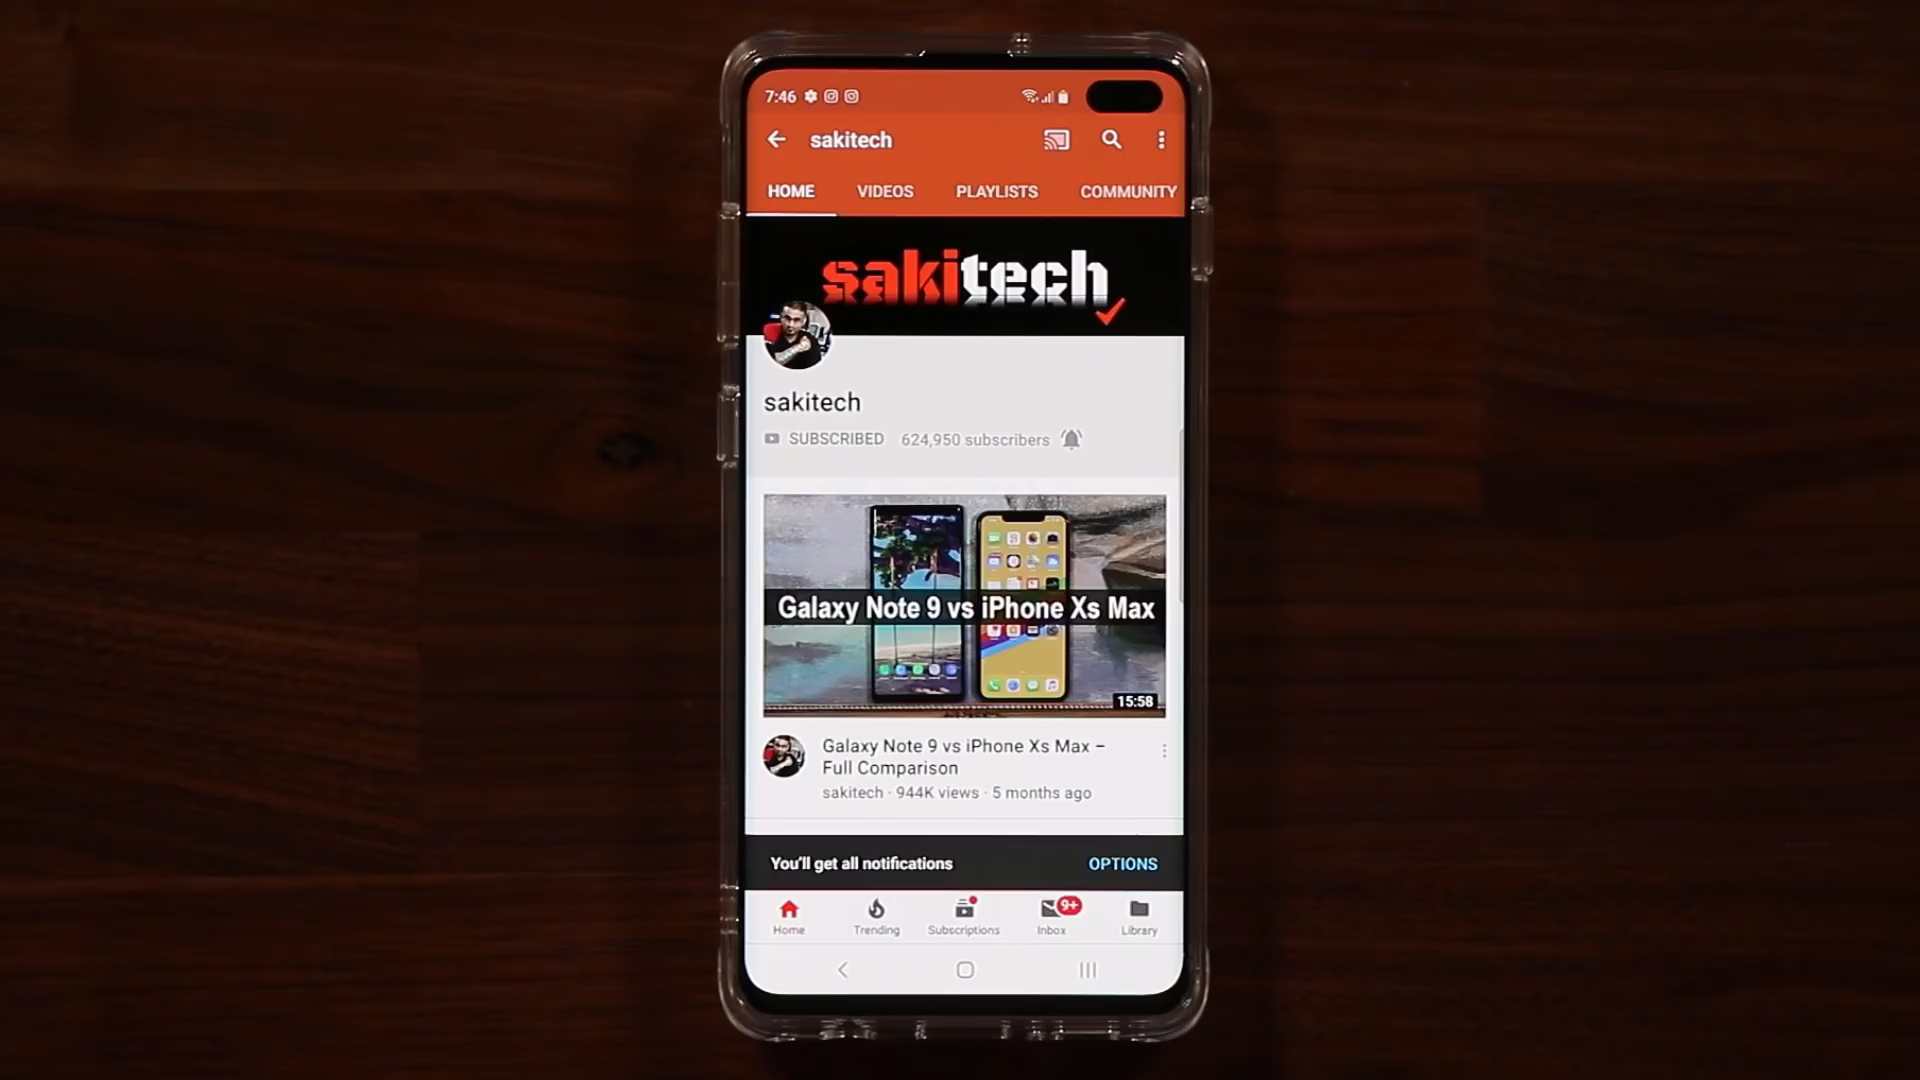 7:46
sakitech
HOME VIDEOS PLAYLISTS COMMUNITY
sakitech
sakitech
SUBSCRIBED 624,950 subscribers
Galaxy Note 9 vs iPhone Xs Max
15:58
Galaxy Note 9 vs iPhone Xs Max –
Full Comparison
sakitech · 944K views · 5 months ago
You'll get all notifications OPTIONS
9+
Home Trending Subscriptions Inbox Library